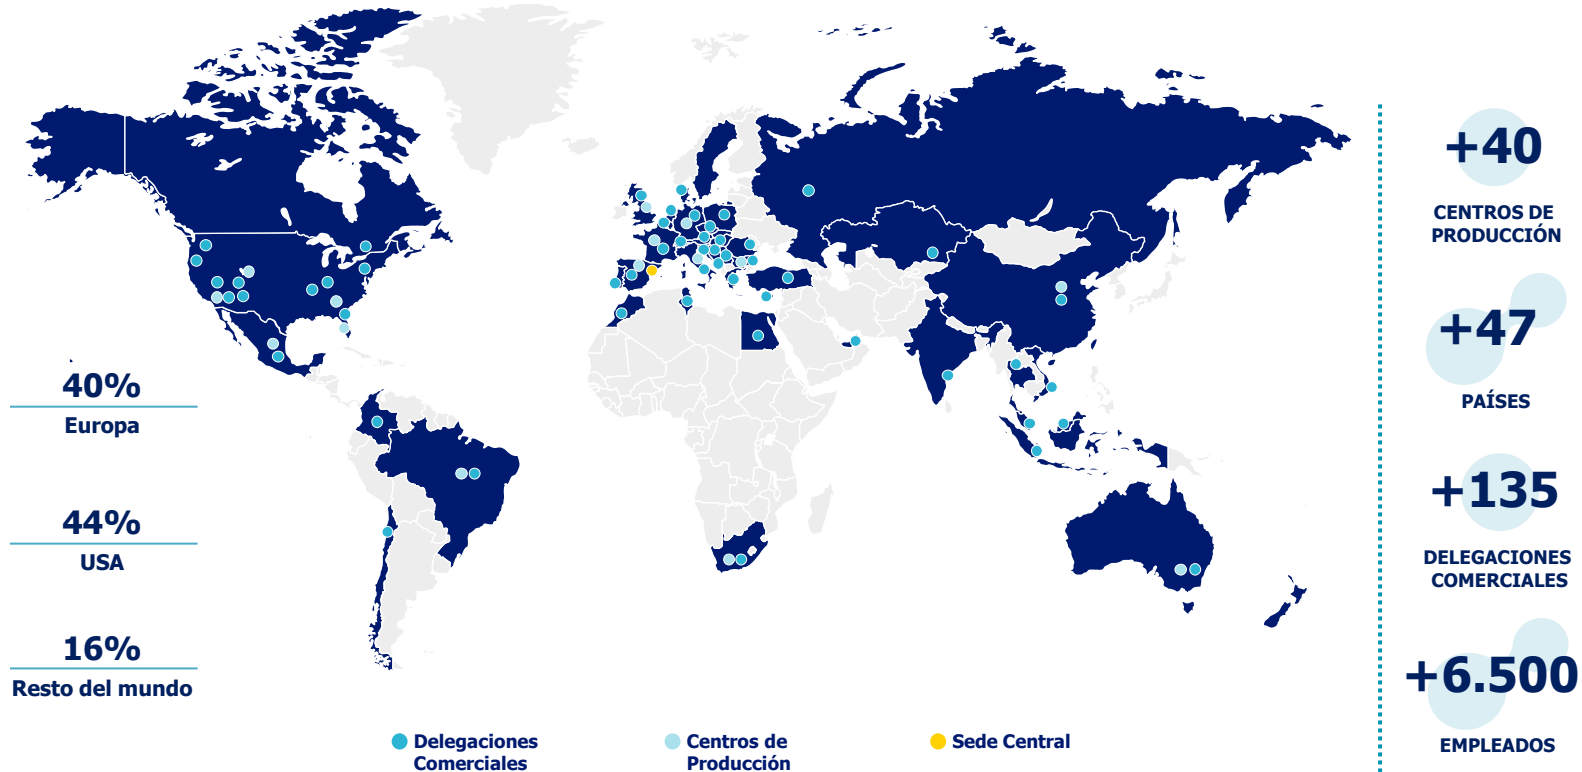 40%
Europa
44%
USA
16%
Resto del mundo
Delegaciones
Comerciales
Centros de
Producción
Sede Central
+40
CENTROS DE
PRODUCCIÓN
+47
PAÍSES
+135
DELEGACIONES
COMERCIALES
+6.500
EMPLEADOS